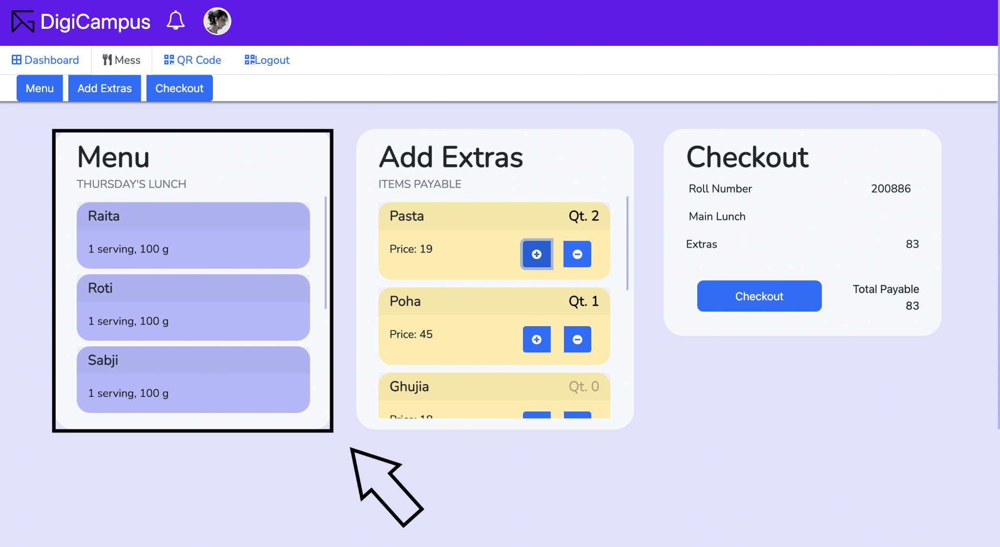 DigiCampus
Dashboard
Mess
QR Code
Logout
Menu
Add Extras
Checkout
Menu
THURSDAY'S LUNCH
Raita
1 serving, 100 g
Roti
1 serving, 100 g
Sabji
1 serving, 100 g
Add Extras
ITEMS PAYABLE
Pasta Qt. 2
Price: 19
Poha Qt. 1
Price: 45
Ghujia Qt. 0
Price: 18
Checkout
Roll Number 200886
Main Lunch
Extras 83
Checkout
Total Payable
83